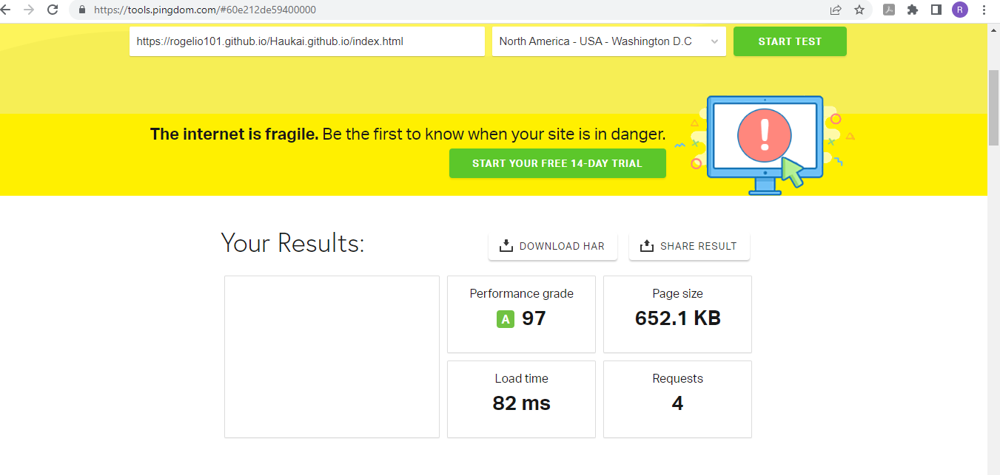 https://tools.pingdom.com/#60e212de59400000
R
https://rogelio101.github.io/Haukai.github.io/index.html
North America - USA - Washington D.C
START TEST
The internet is fragile. Be the first to know when your site is in danger.
START YOUR FREE 14-DAY TRIAL
!
Your Results:
DOWNLOAD HAR
SHARE RESULT
Performance grade
A 97
Page size
652.1 KB
Load time
82 ms
Requests
4